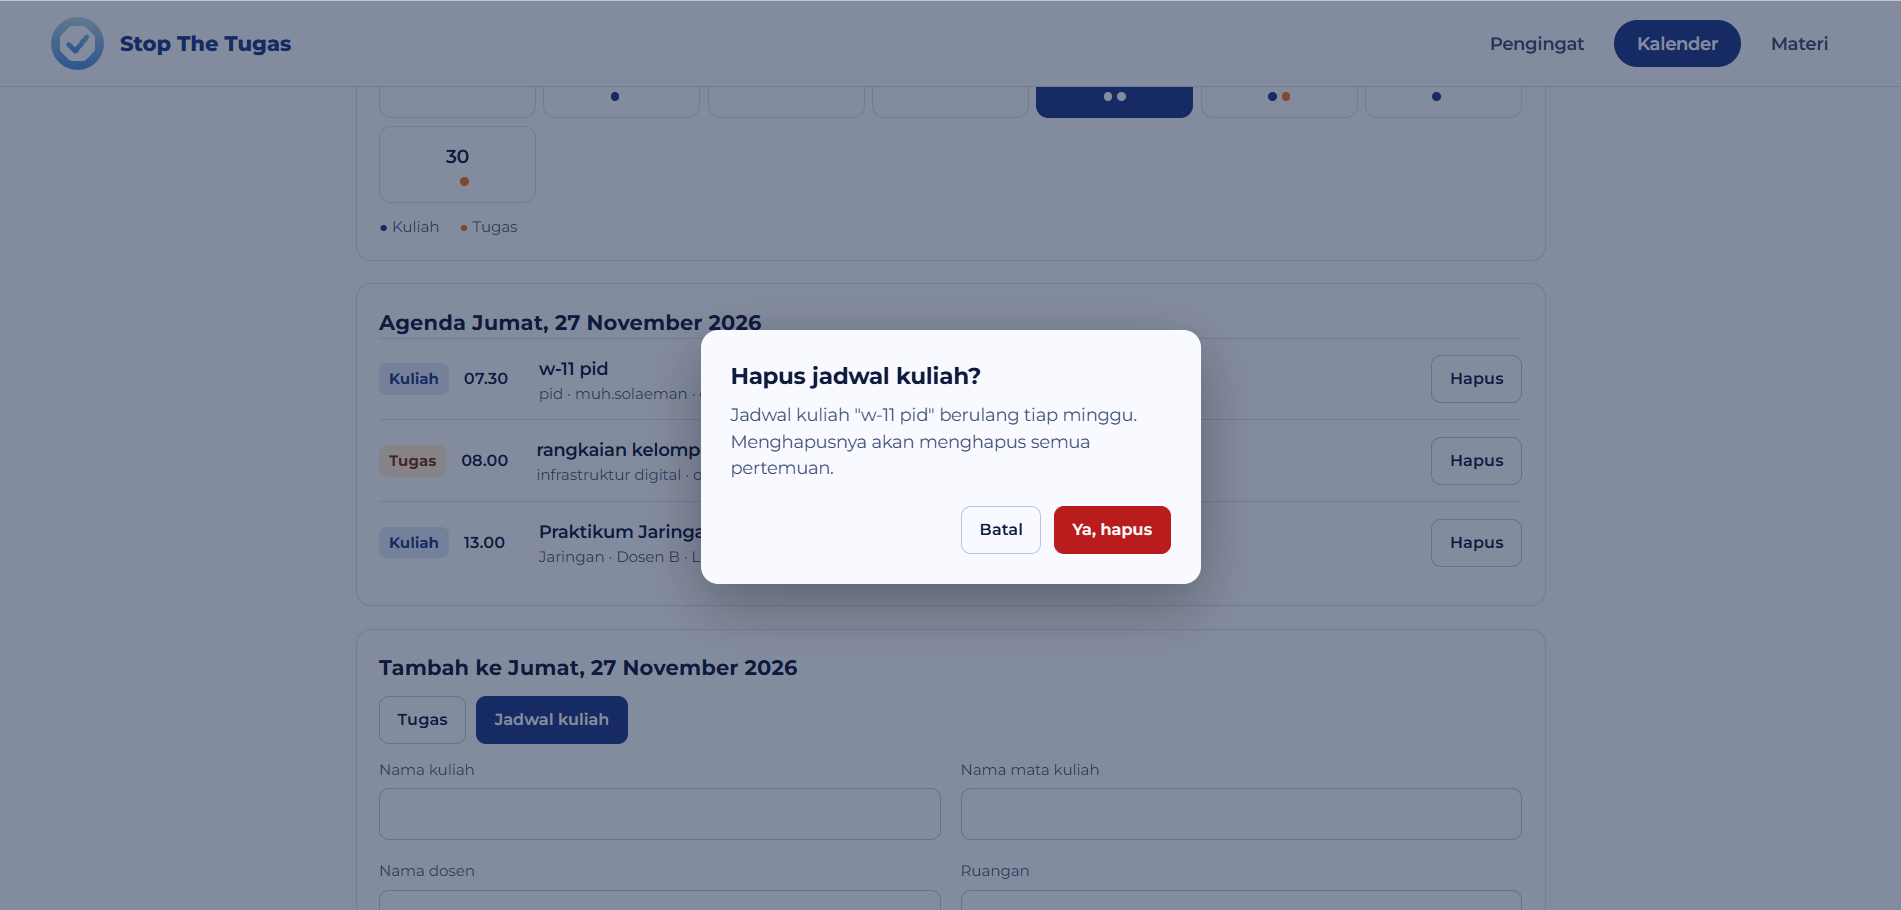 Stop The Tugas
Pengingat
Kalender
Materi
30
Kuliah
Tugas
Agenda Jumat, 27 November 2026
Kuliah
07.30
w-11 pid
pid · muh.solaeman ·
Hapus
Tugas
08.00
rangkaian kelomp
infrastruktur digital ·
Hapus
Kuliah
13.00
Praktikum Jaringa
Jaringan · Dosen B · L
Hapus
Hapus jadwal kuliah?
Jadwal kuliah "w-11 pid" berulang tiap minggu.
Menghapusnya akan menghapus semua
pertemuan.
Batal
Ya, hapus
Tambah ke Jumat, 27 November 2026
Tugas
Jadwal kuliah
Nama kuliah
Nama mata kuliah
Nama dosen
Ruangan